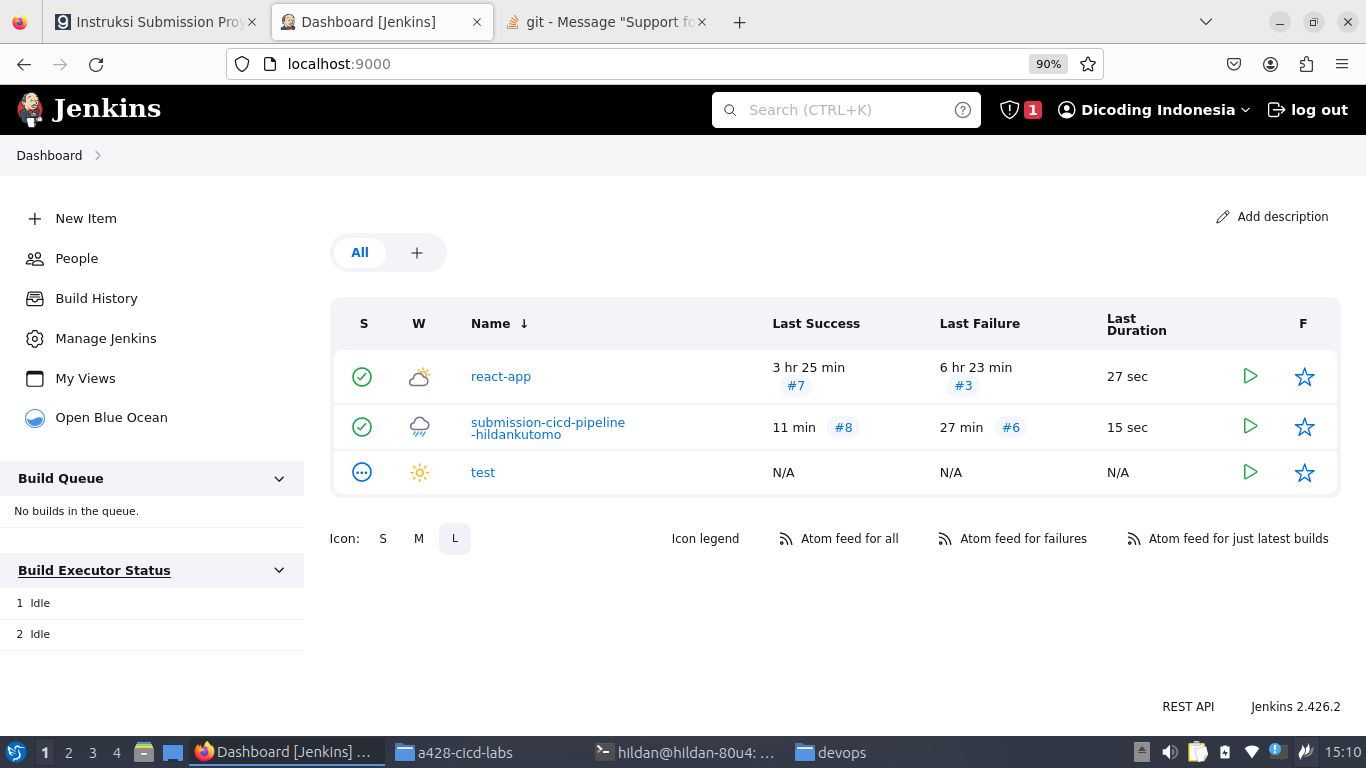 Instruksi Submission Proy
Dashboard [Jenkins]
git - Message "Support fo
localhost:9000
90%
Jenkins
Search (CTRL+K)
1
Dicoding Indonesia
log out
Dashboard
New Item
People
Build History
Manage Jenkins
My Views
Open Blue Ocean
Build Queue
No builds in the queue.
Build Executor Status
1 Idle
2 Idle
Add description
All
S W Name ↓ Last Success Last Failure Last Duration F
react-app 3 hr 25 min #7 6 hr 23 min #3 27 sec
submission-cicd-pipeline
-hildankutomo 11 min #8 27 min #6 15 sec
test N/A N/A N/A
Icon: S M L
Icon legend
Atom feed for all
Atom feed for failures
Atom feed for just latest builds
REST API
Jenkins 2.426.2
1 2 3 4
Dashboard [Jenkins] ...
a428-cicd-labs
hildan@hildan-80u4: ...
devops
15:10